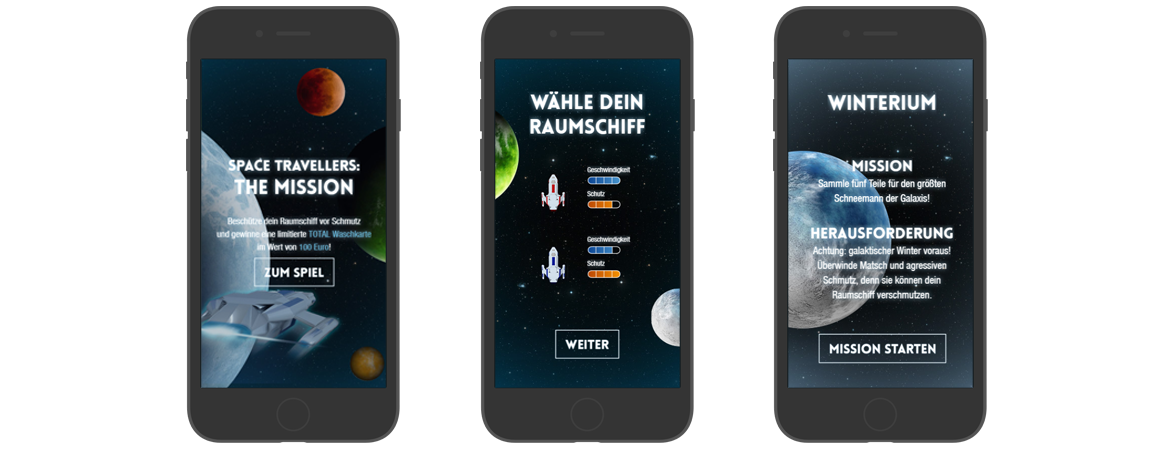 SPACE TRAVELLERS:
THE MISSION
Beschütze dein Raumschiff vor Schmutz
und gewinne eine limitierte TOTAL Waschkarte
im Wert von 100 Euro!
ZUM SPIEL
WÄHLE DEIN
RAUMSCHIFF
Geschwindigkeit
Schutz
Geschwindigkeit
Schutz
WEITER
WINTERIUM
MISSION
Sammle fünf Teile für den größten
Schneemann der Galaxis!
HERAUSFORDERUNG
Achtung: galaktischer Winter voraus!
Überwinde Matsch und agressiven
Schmutz, denn sie können dein
Raumschiff verschmutzen.
MISSION STARTEN